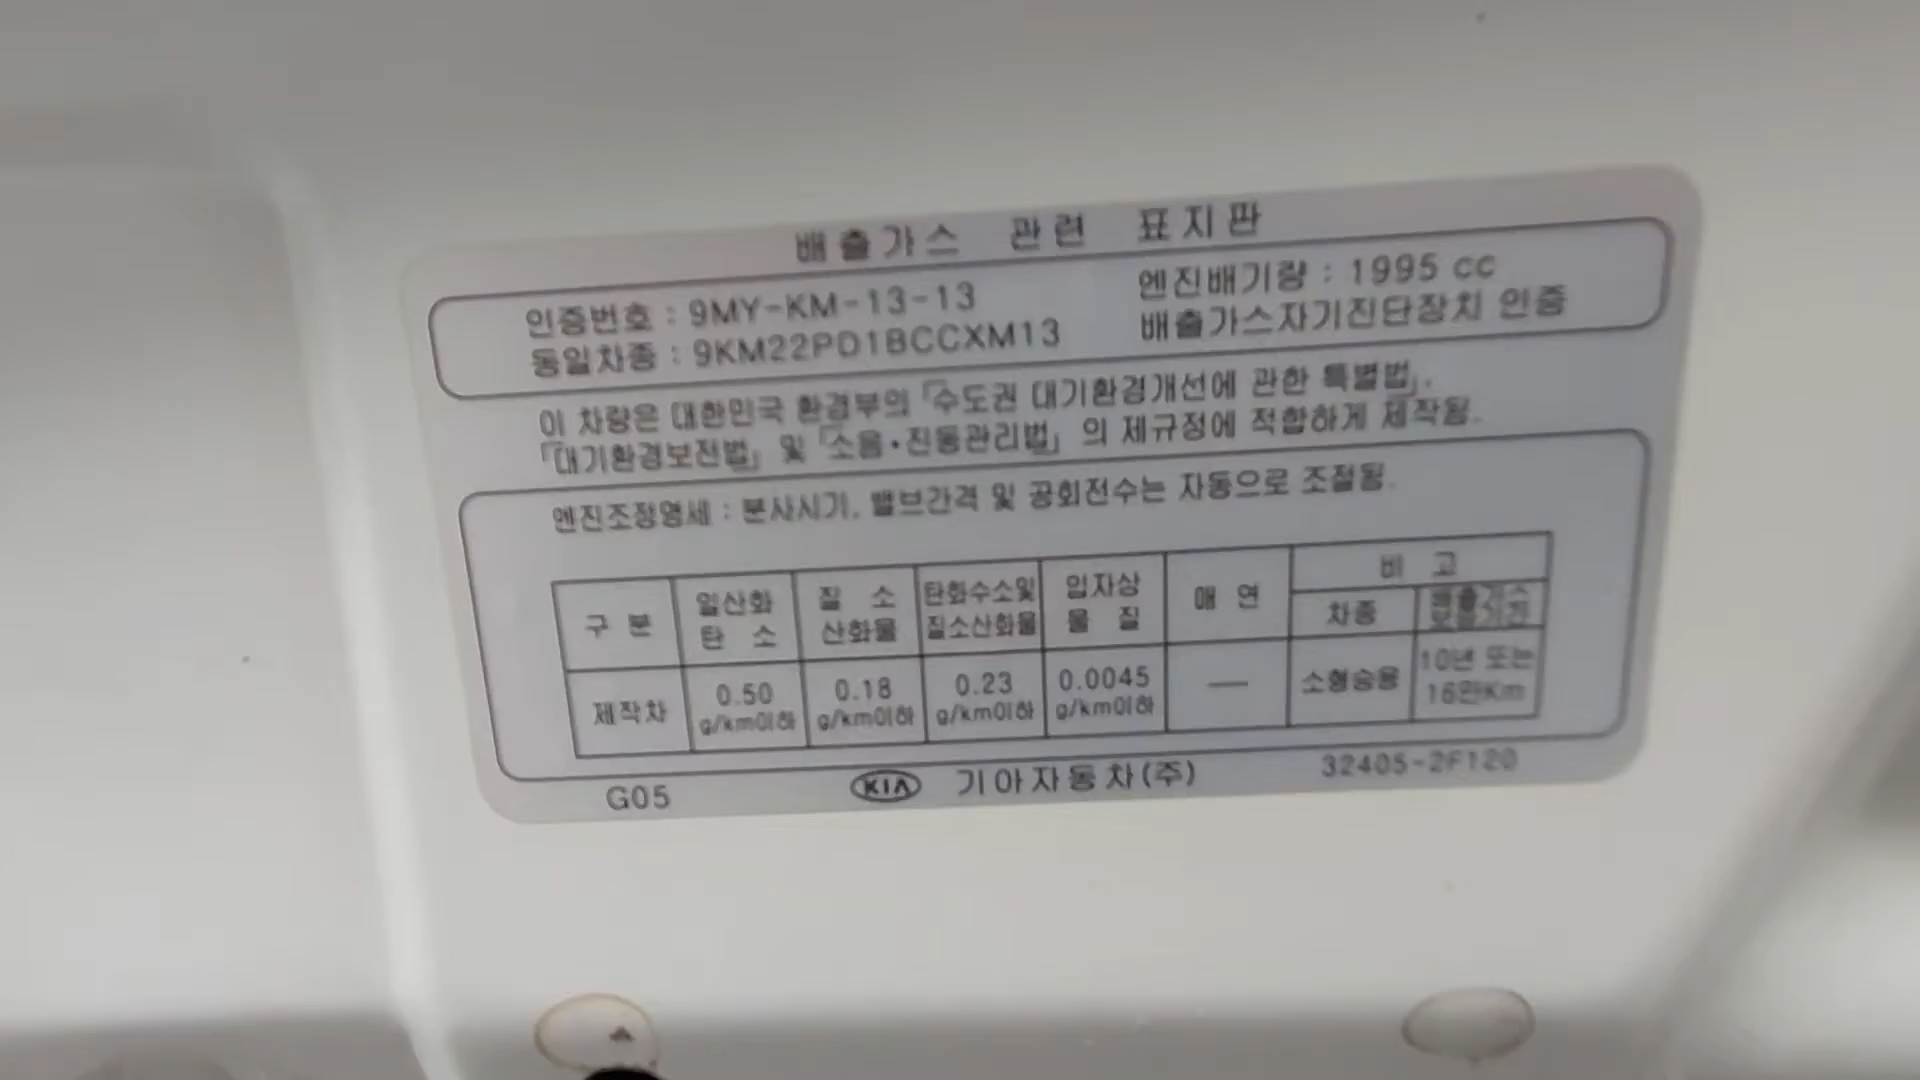 배출가스 관련 표지판
인증번호 : 9MY-KM-13-13
엔진배기량 : 1995 cc
동일차종 : 9KM22PD1BCCXM13
배출가스자기진단장치 인증
이 차량은 대한민국 환경부의 「수도권 대기환경개선에 관한 특별법」,
「대기환경보전법」 및 「소음·진동관리법」 의 제규정에 적합하게 제작됨.
엔진조정명세 : 분사시기, 밸브간격 및 공회전수는 자동으로 조절됨.
구 분
일산화
탄 소
질 소
산화물
탄화수소및
질소산화물
입자상
물 질
매 연
비 고
차종
배출가스
보증기간
제작차
0.50
g/km이하
0.18
g/km이하
0.23
g/km이하
0.0045
g/km이하
—
소형승용
10년 또는
16만Km
G05
KIA 기아자동차(주)
32405-2F120